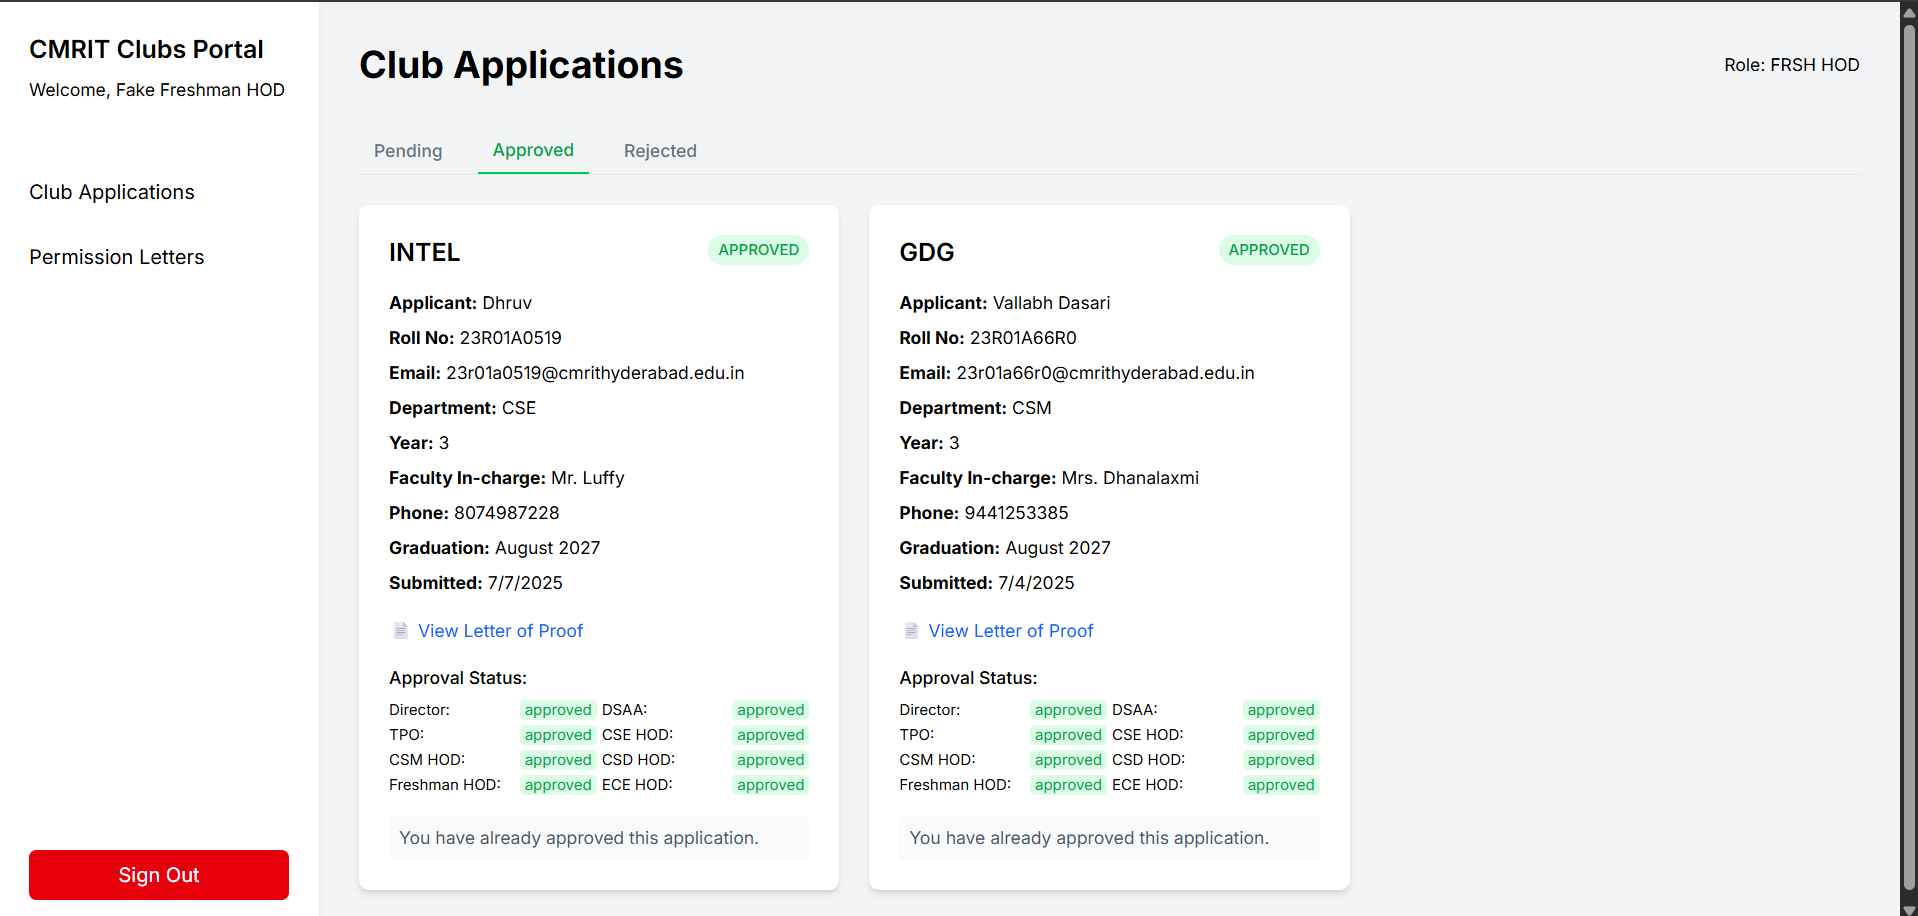 CMRIT Clubs Portal
Welcome, Fake Freshman HOD
Club Applications
Permission Letters
Sign Out
Club Applications
Role: FRSH HOD
Pending Approved Rejected
INTEL APPROVED
Applicant: Dhruv
Roll No: 23R01A0519
Email: 23r01a0519@cmrithyderabad.edu.in
Department: CSE
Year: 3
Faculty In-charge: Mr. Luffy
Phone: 8074987228
Graduation: August 2027
Submitted: 7/7/2025
View Letter of Proof
Approval Status:
Director: approved DSAA: approved
TPO: approved CSE HOD: approved
CSM HOD: approved CSD HOD: approved
Freshman HOD: approved ECE HOD: approved
You have already approved this application.
GDG APPROVED
Applicant: Vallabh Dasari
Roll No: 23R01A66R0
Email: 23r01a66r0@cmrithyderabad.edu.in
Department: CSM
Year: 3
Faculty In-charge: Mrs. Dhanalaxmi
Phone: 9441253385
Graduation: August 2027
Submitted: 7/4/2025
View Letter of Proof
Approval Status:
Director: approved DSAA: approved
TPO: approved CSE HOD: approved
CSM HOD: approved CSD HOD: approved
Freshman HOD: approved ECE HOD: approved
You have already approved this application.